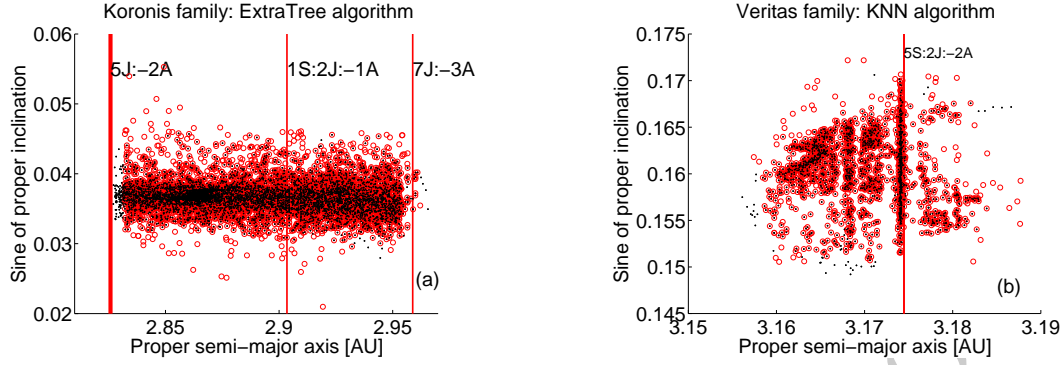 Koronis family: ExtraTree algorithm
0.06
0.05
0.04
0.03
0.02
Sine of proper inclination
5J:−2A
1S:2J:−1A
7J:−3A
(a)
2.85
2.9
2.95
Proper semi−major axis [AU]
Veritas family: KNN algorithm
0.175
0.17
0.165
0.16
0.155
0.15
0.145
Sine of proper inclination
5S:2J:−2A
(b)
3.15
3.16
3.17
3.18
3.19
Proper semi−major axis [AU]